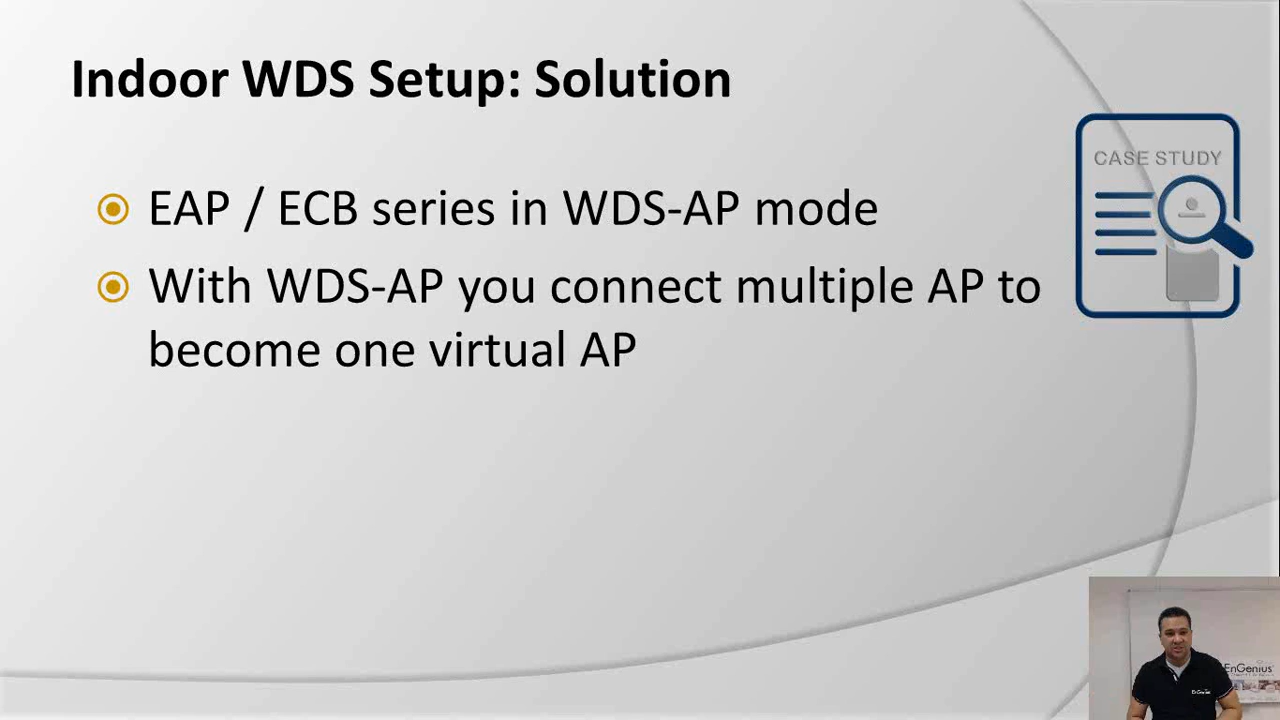 Indoor WDS Setup: Solution
CASE STUDY
EAP / ECB series in WDS-AP mode
With WDS-AP you connect multiple AP to
become one virtual AP
EnGenius
EnGenius